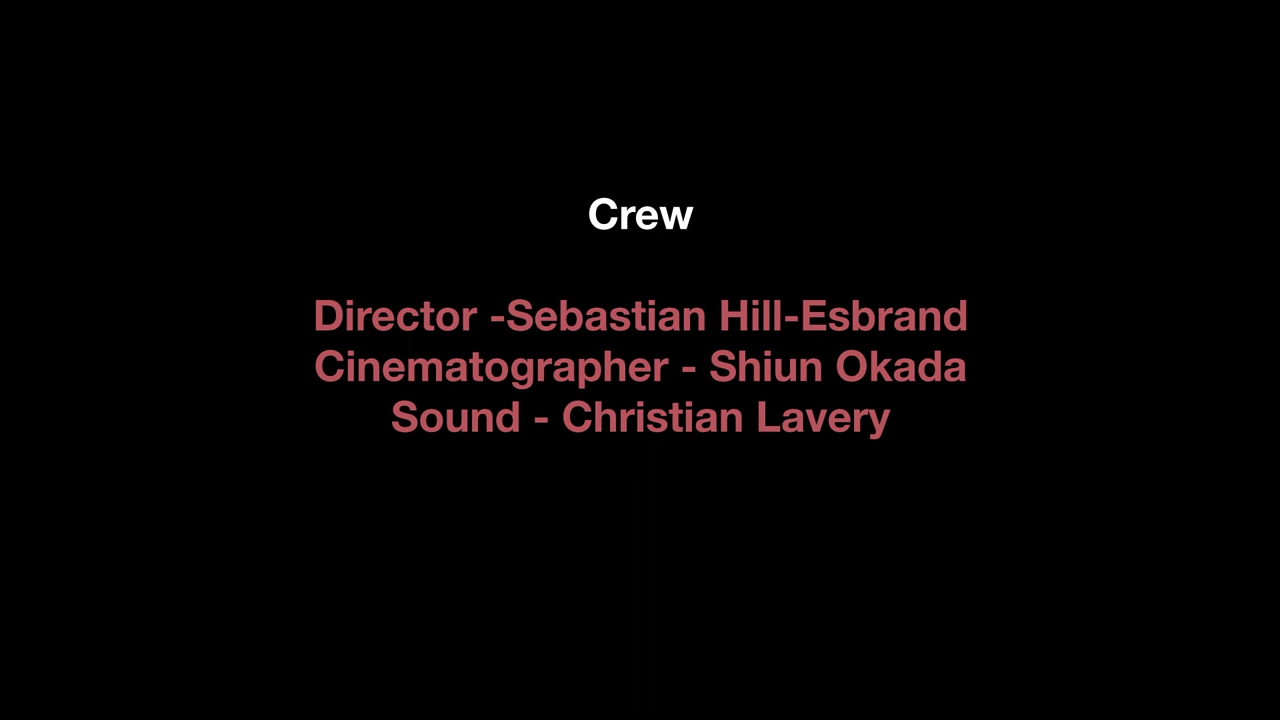 Crew
Director -Sebastian Hill-Esbrand
Cinematographer - Shiun Okada
Sound - Christian Lavery